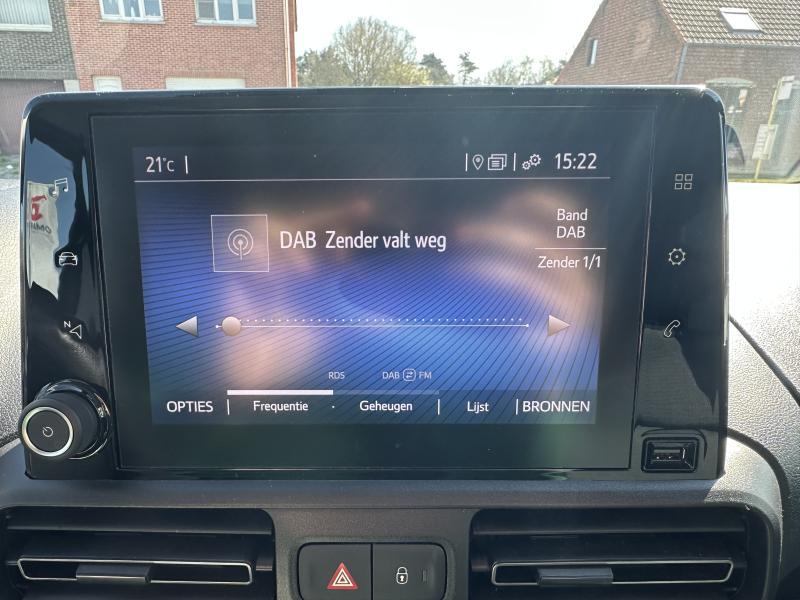 21°c
15:22
DAB Zender valt weg
Band
DAB
Zender 1/1
RDS
DAB FM
OPTIES
Frequentie
Geheugen
Lijst
BRONNEN
N